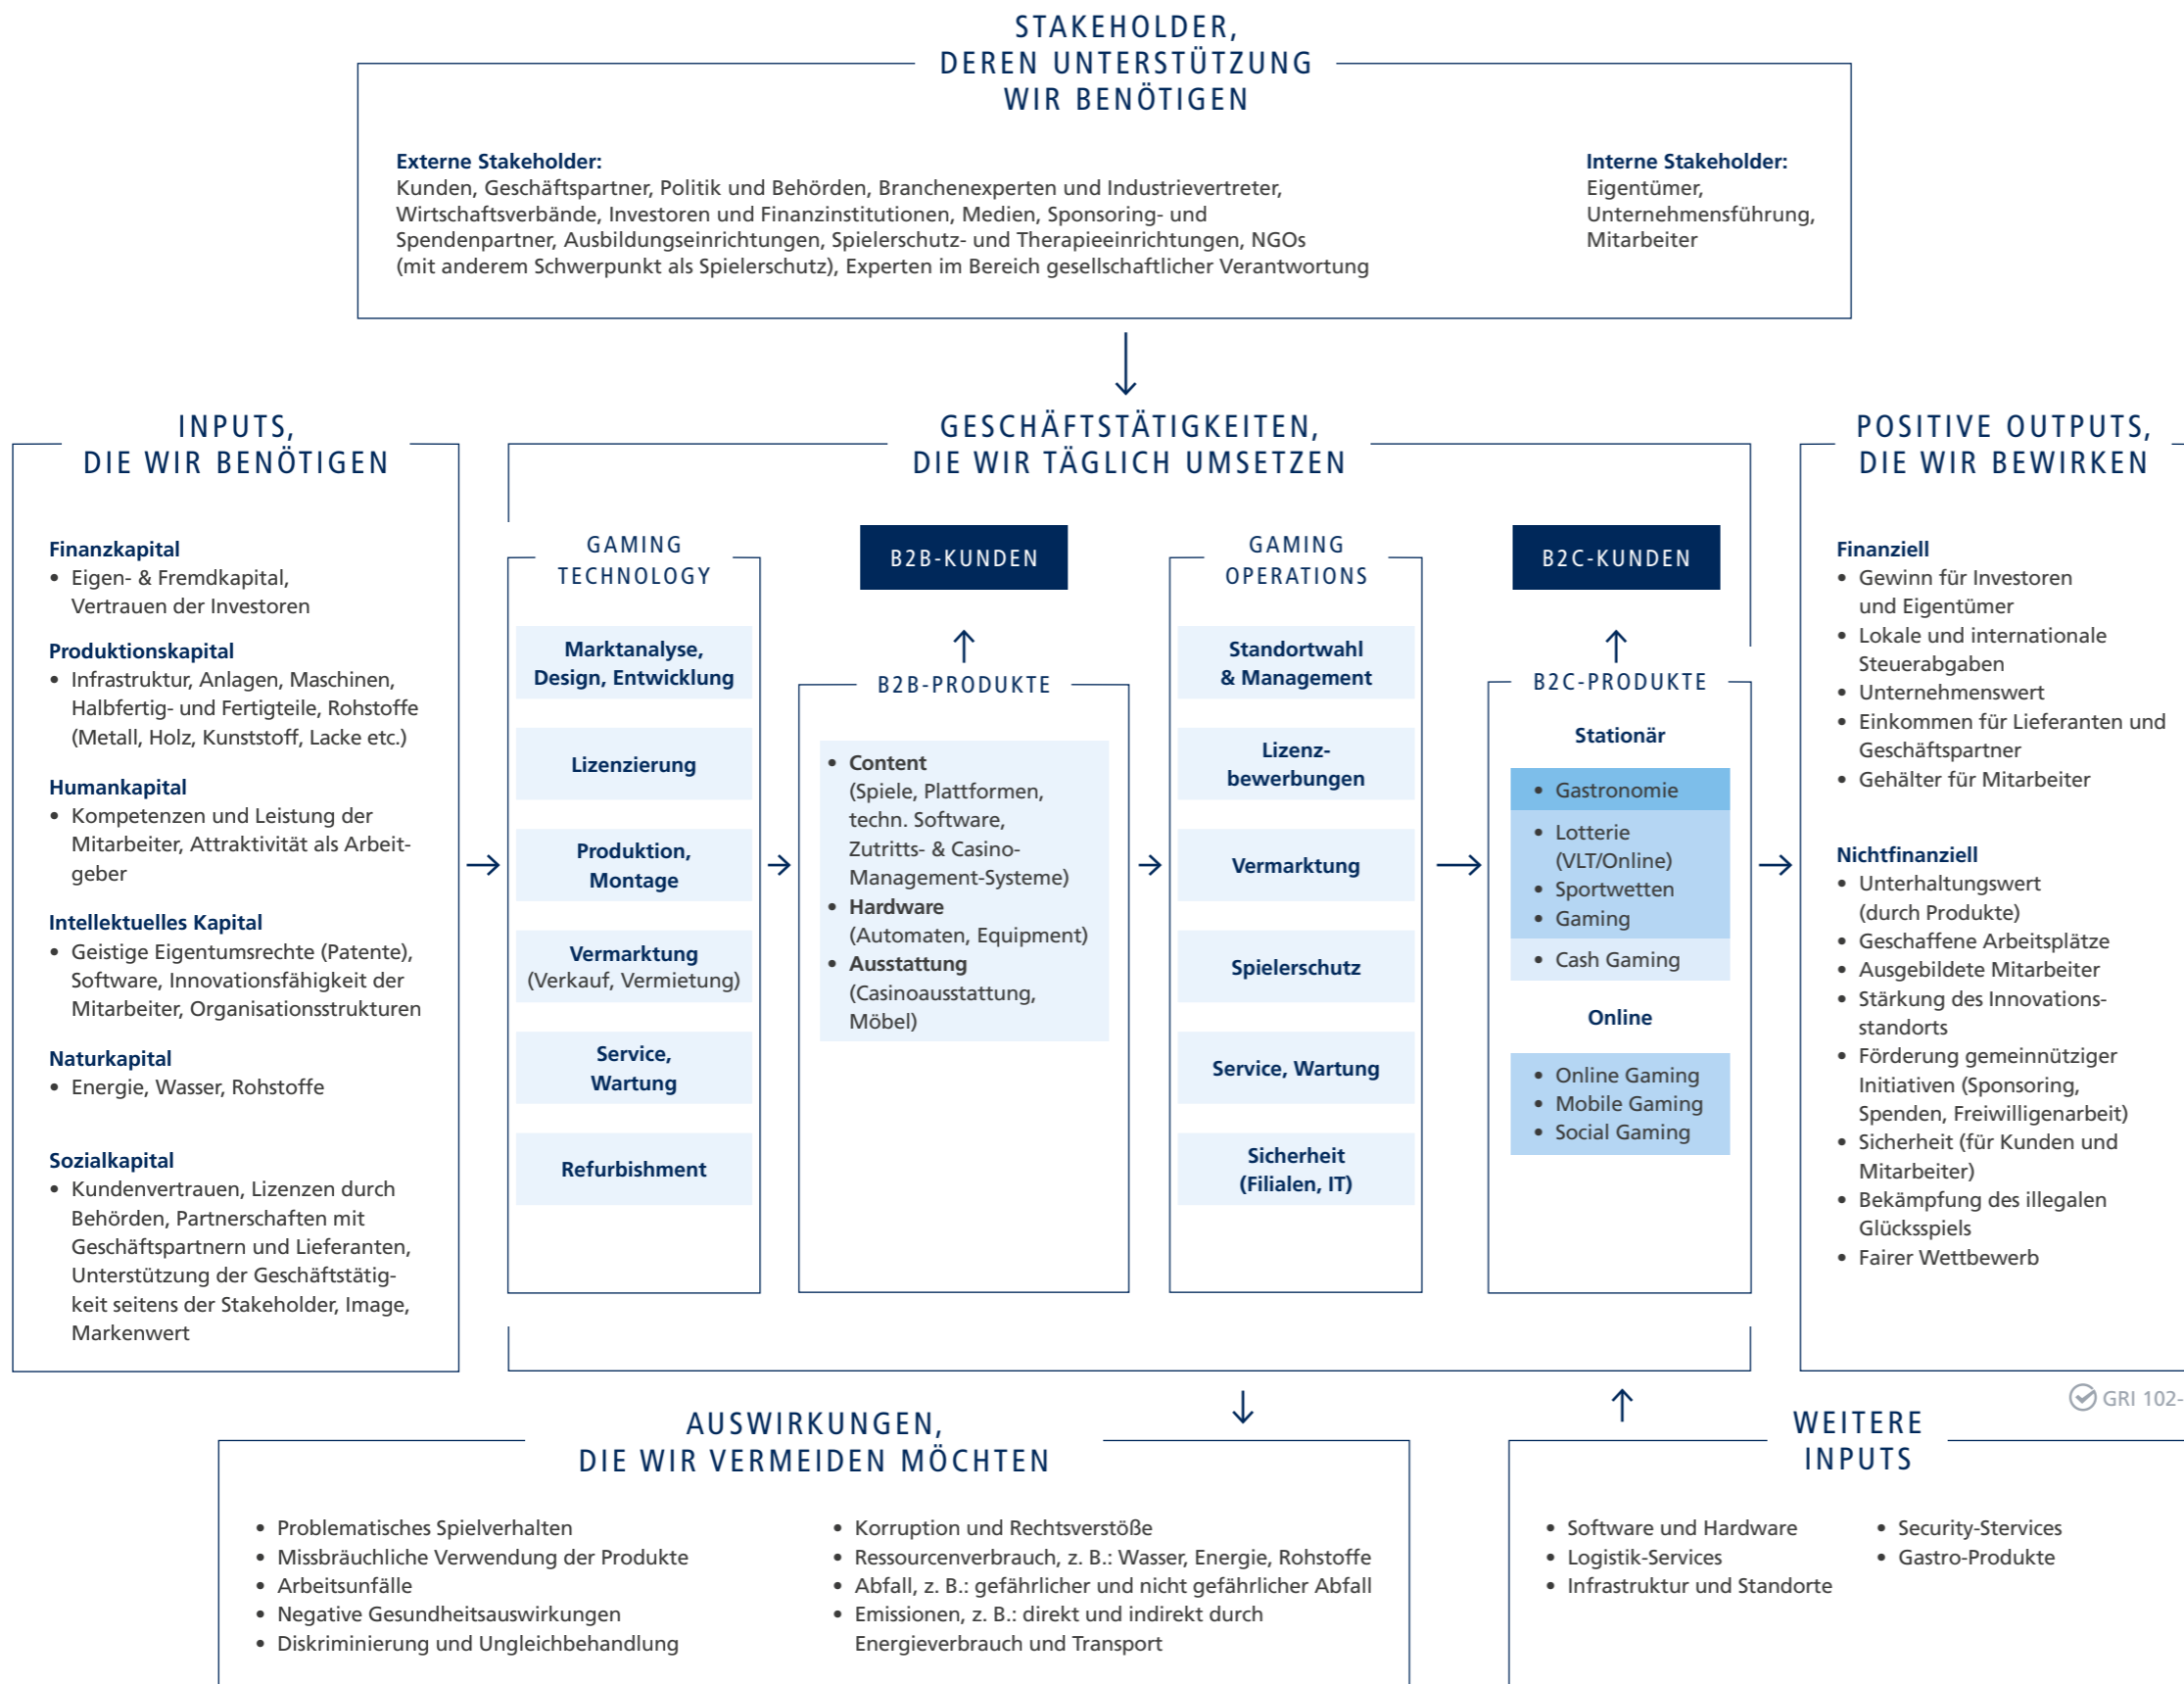 STAKEHOLDER,
DEREN UNTERSTÜTZUNG
WIR BENÖTIGEN
Externe Stakeholder:
Kunden, Geschäftspartner, Politik und Behörden, Branchenexperten und Industrievertreter,
Wirtschaftsverbände, Investoren und Finanzinstitutionen, Medien, Sponsoring- und
Spendenpartner, Ausbildungseinrichtungen, Spielerschutz- und Therapieeinrichtungen, NGOs
(mit anderem Schwerpunkt als Spielerschutz), Experten im Bereich gesellschaftlicher Verantwortung
Interne Stakeholder:
Eigentümer,
Unternehmensführung,
Mitarbeiter
INPUTS,
DIE WIR BENÖTIGEN
Finanzkapital
• Eigen- & Fremdkapital,
Vertrauen der Investoren
Produktionskapital
• Infrastruktur, Anlagen, Maschinen,
Halbfertig- und Fertigteile, Rohstoffe
(Metall, Holz, Kunststoff, Lacke etc.)
Humankapital
• Kompetenzen und Leistung der
Mitarbeiter, Attraktivität als Arbeit-
geber
Intellektuelles Kapital
• Geistige Eigentumsrechte (Patente),
Software, Innovationsfähigkeit der
Mitarbeiter, Organisationsstrukturen
Naturkapital
• Energie, Wasser, Rohstoffe
Sozialkapital
• Kundenvertrauen, Lizenzen durch
Behörden, Partnerschaften mit
Geschäftspartnern und Lieferanten,
Unterstützung der Geschäftstätig-
keit seitens der Stakeholder, Image,
Markenwert
GESCHÄFTSTÄTIGKEITEN,
DIE WIR TÄGLICH UMSETZEN
GAMING
TECHNOLOGY
Marktanalyse,
Design, Entwicklung
Lizenzierung
Produktion,
Montage
Vermarktung
(Verkauf, Vermietung)
Service,
Wartung
Refurbishment
B2B-KUNDEN
B2B-PRODUKTE
• Content
(Spiele, Plattformen,
techn. Software,
Zutritts- & Casino-
Management-Systeme)
• Hardware
(Automaten, Equipment)
• Ausstattung
(Casinoausstattung,
Möbel)
GAMING
OPERATIONS
Standortwahl
& Management
Lizenz-
bewerbungen
Vermarktung
Spielerschutz
Service, Wartung
Sicherheit
(Filialen, IT)
B2C-KUNDEN
B2C-PRODUKTE
Stationär
• Gastronomie
• Lotterie
(VLT/Online)
• Sportwetten
• Gaming
• Cash Gaming
Online
• Online Gaming
• Mobile Gaming
• Social Gaming
POSITIVE OUTPUTS,
DIE WIR BEWIRKEN
Finanziell
• Gewinn für Investoren
und Eigentümer
• Lokale und internationale
Steuerabgaben
• Unternehmenswert
• Einkommen für Lieferanten und
Geschäftspartner
• Gehälter für Mitarbeiter
Nichtfinanziell
• Unterhaltungswert
(durch Produkte)
• Geschaffene Arbeitsplätze
• Ausgebildete Mitarbeiter
• Stärkung des Innovations-
standorts
• Förderung gemeinnütziger
Initiativen (Sponsoring,
Spenden, Freiwilligenarbeit)
• Sicherheit (für Kunden und
Mitarbeiter)
• Bekämpfung des illegalen
Glücksspiels
• Fairer Wettbewerb
GRI 102-
AUSWIRKUNGEN,
DIE WIR VERMEIDEN MÖCHTEN
• Problematisches Spielverhalten
• Missbräuchliche Verwendung der Produkte
• Arbeitsunfälle
• Negative Gesundheitsauswirkungen
• Diskriminierung und Ungleichbehandlung
• Korruption und Rechtsverstöße
• Ressourcenverbrauch, z. B.: Wasser, Energie, Rohstoffe
• Abfall, z. B.: gefährlicher und nicht gefährlicher Abfall
• Emissionen, z. B.: direkt und indirekt durch
Energieverbrauch und Transport
WEITERE
INPUTS
• Software und Hardware
• Logistik-Services
• Infrastruktur und Standorte
• Security-Stervices
• Gastro-Produkte